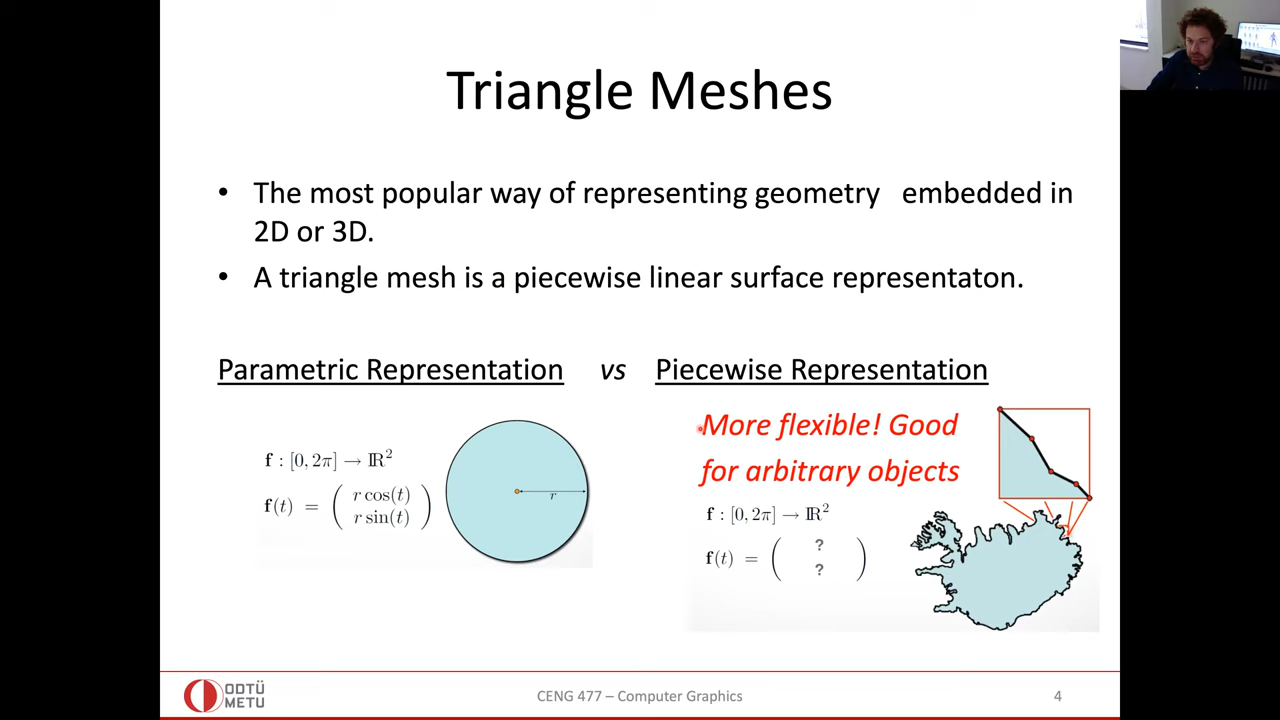 Triangle Meshes
• The most popular way of representing geometry embedded in
2D or 3D.
• A triangle mesh is a piecewise linear surface representaton.
Parametric Representation vs Piecewise Representation
f : [0, 2π] → ℝ²
f(t) = ( r cos(t)
r sin(t) )
r
More flexible! Good
for arbitrary objects
f : [0, 2π] → ℝ²
f(t) = ( ?
? )
ODTÜ
METU
CENG 477 – Computer Graphics
4